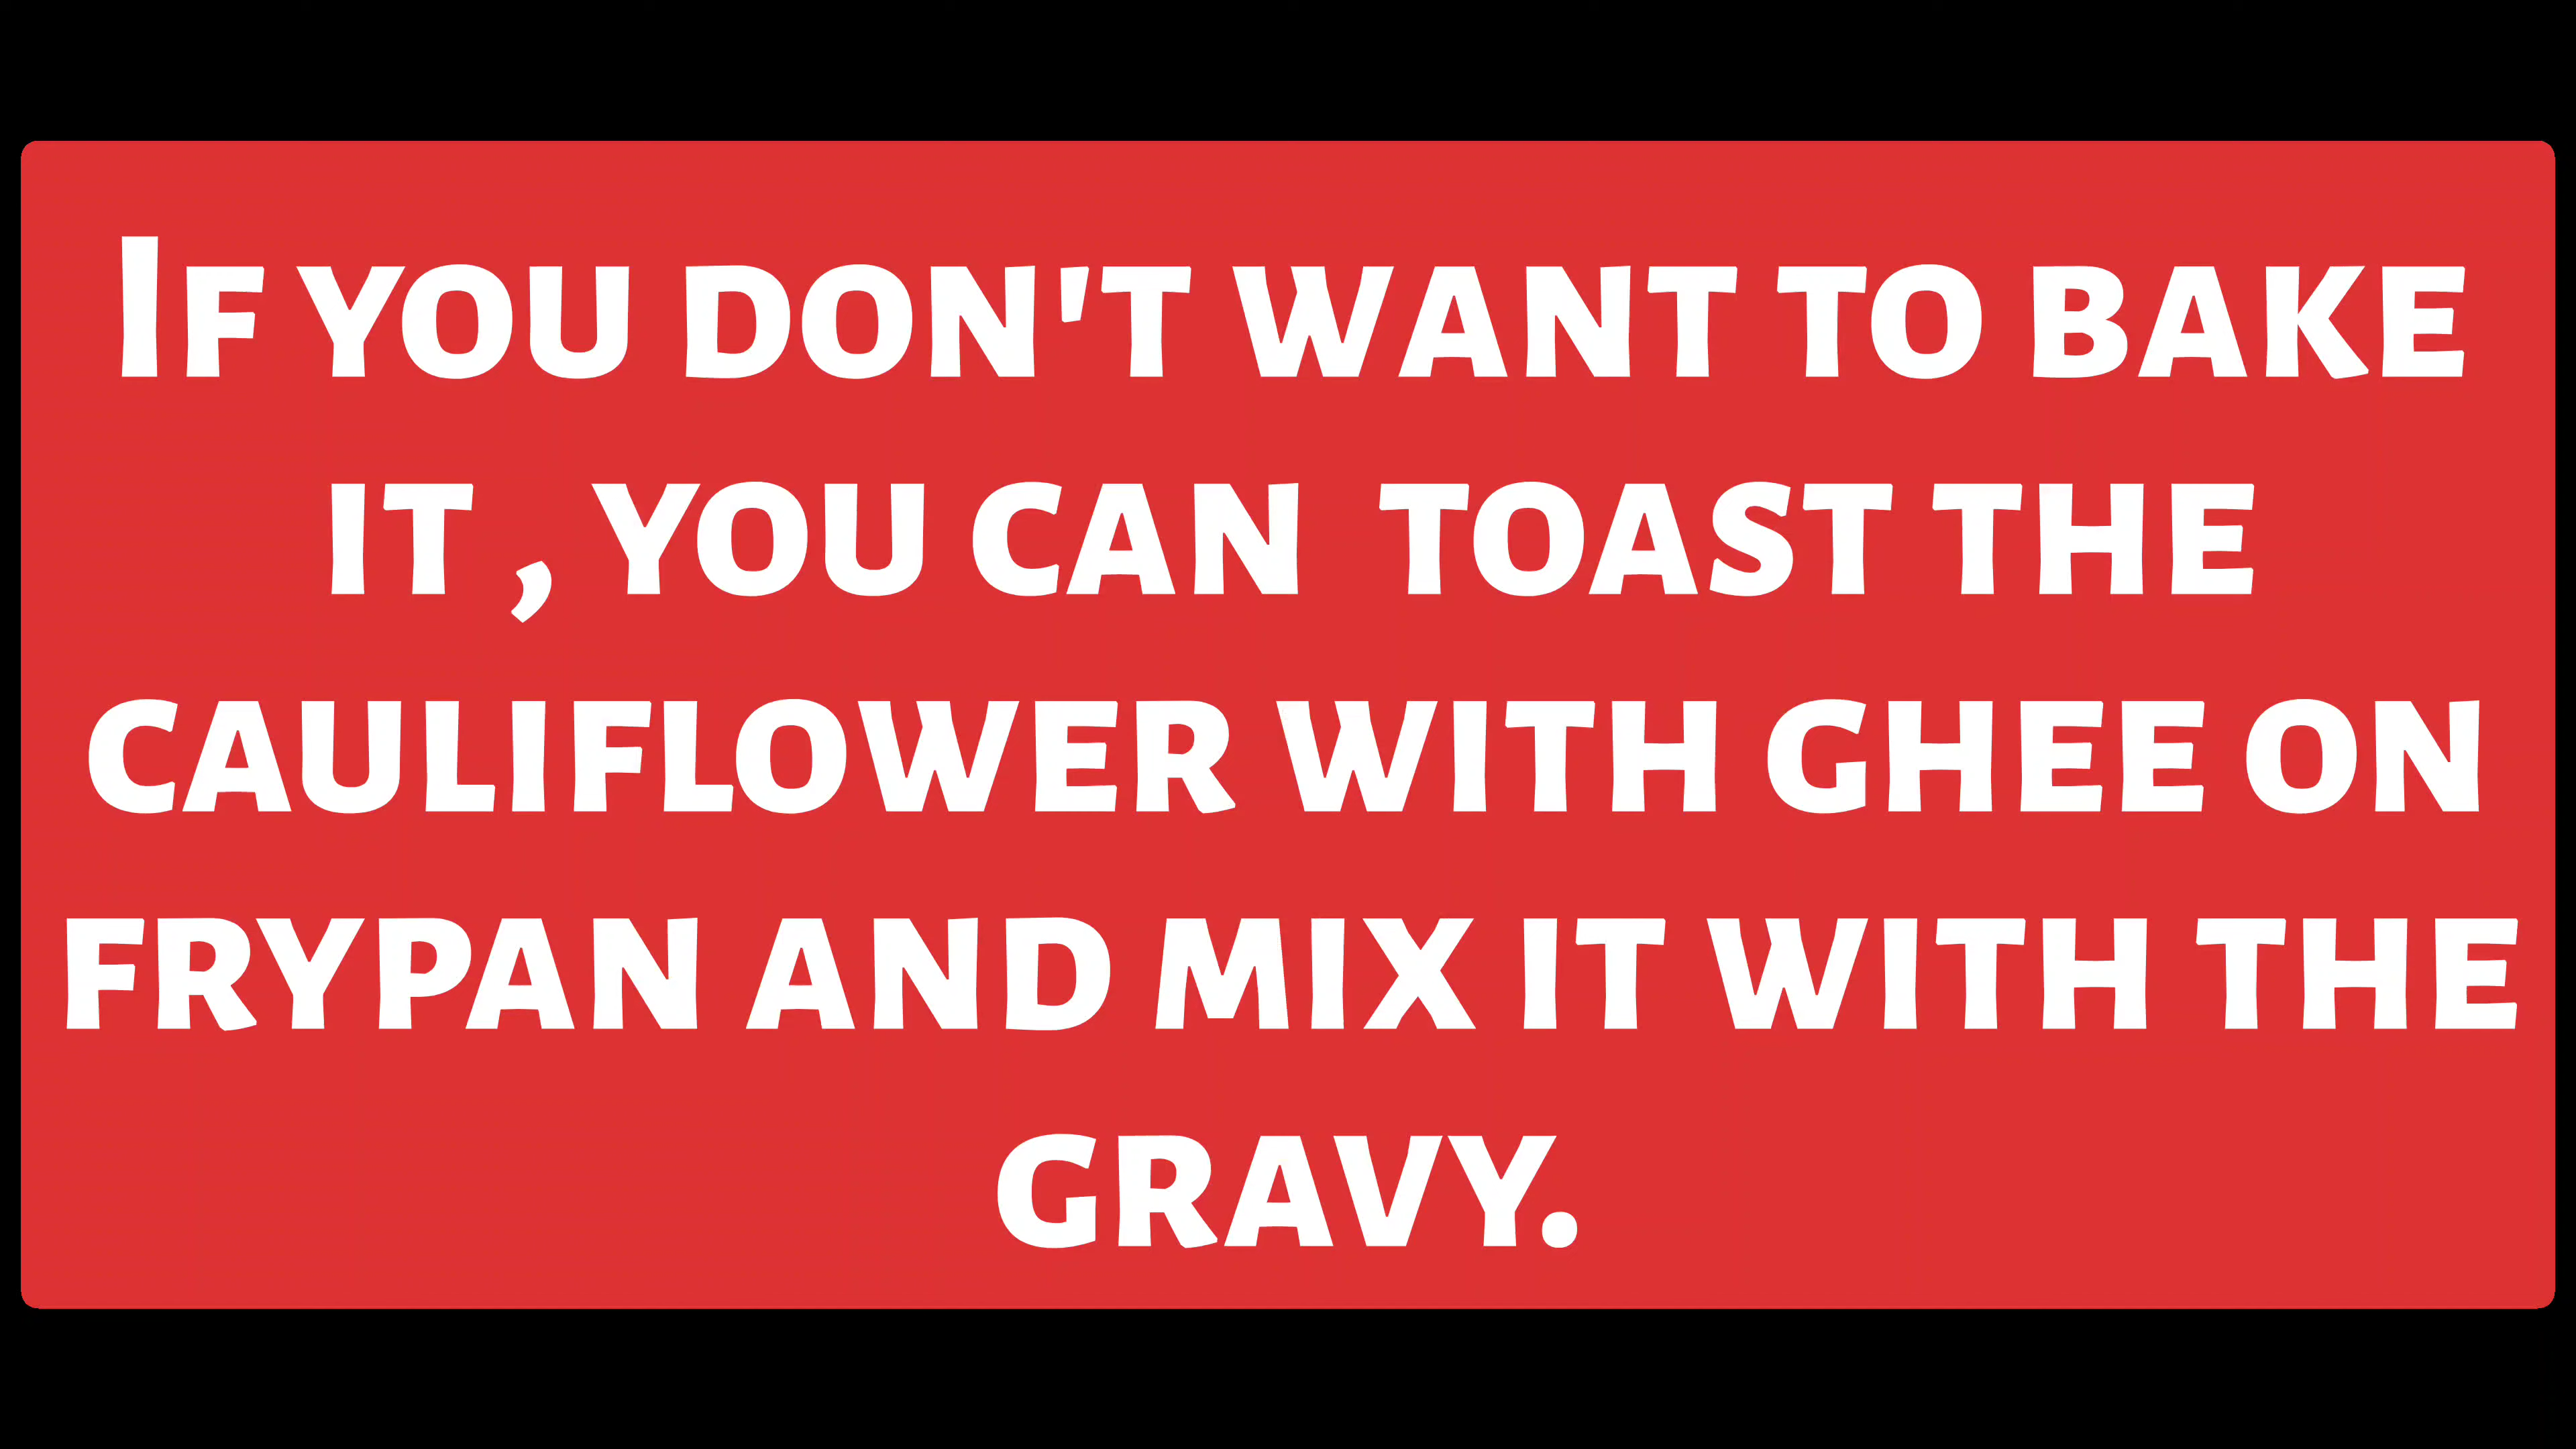 If you don't want to bake
it , you can  toast the
cauliflower with ghee on
frypan and mix it with the
gravy.